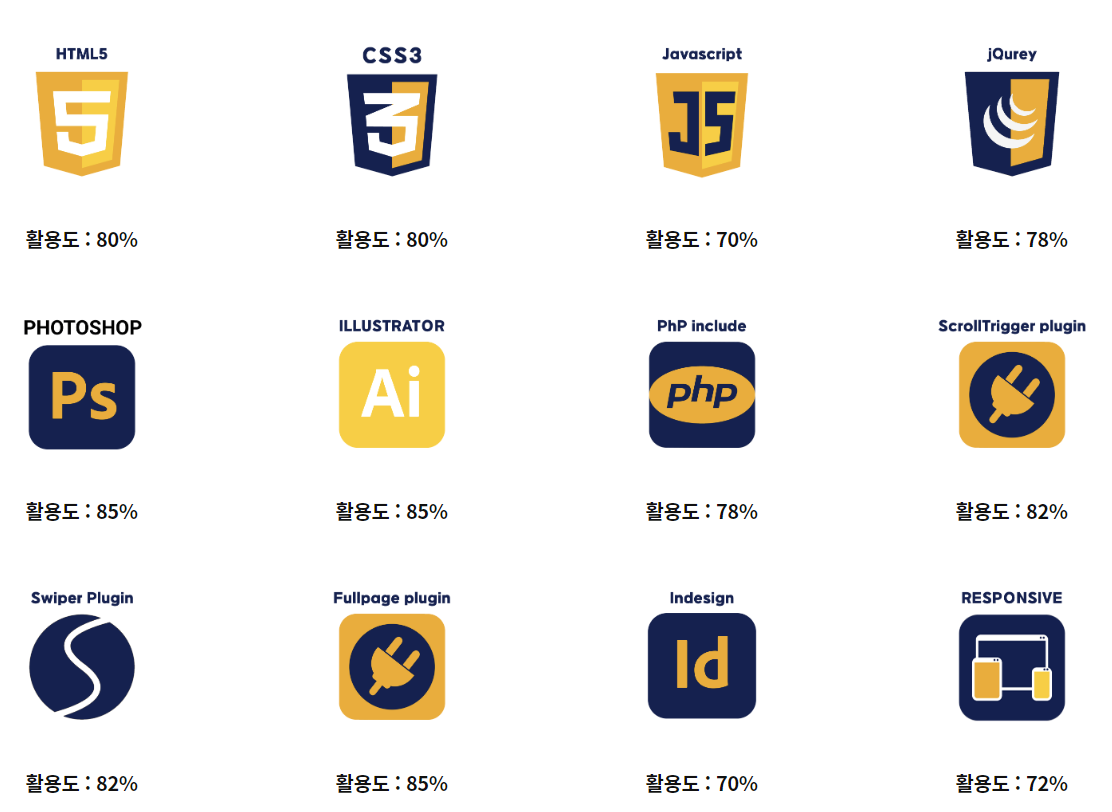 HTML5
CSS3
Javascript
jQurey
5
3
JS
활용도 : 80%
활용도 : 80%
활용도 : 70%
활용도 : 78%
PHOTOSHOP
ILLUSTRATOR
PhP include
ScrollTrigger plugin
Ps
Ai
php
활용도 : 85%
활용도 : 85%
활용도 : 78%
활용도 : 82%
Swiper Plugin
Fullpage plugin
Indesign
RESPONSIVE
Id
활용도 : 82%
활용도 : 85%
활용도 : 70%
활용도 : 72%